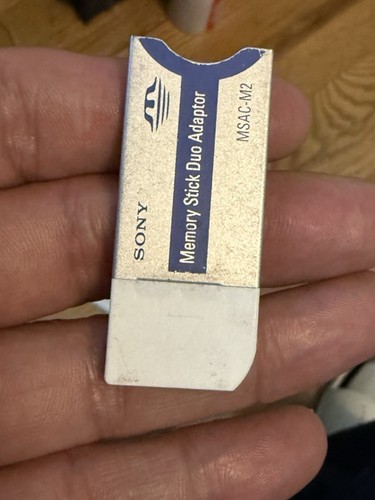 SONY
Memory Stick Duo Adaptor
MSAC-M2